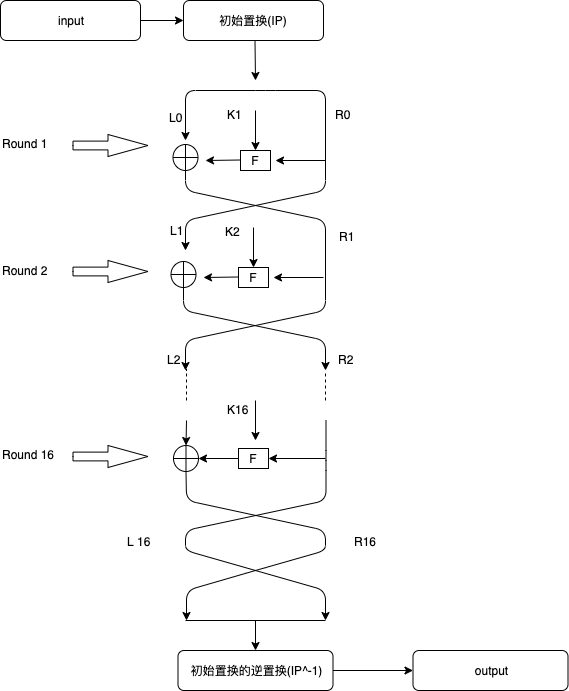 input
初始置换(IP)
L0
K1
R0
Round 1
F
L1
K2
R1
Round 2
F
L2
R2
K16
Round 16
F
L 16
R16
初始置换的逆置换(IP^-1)
output